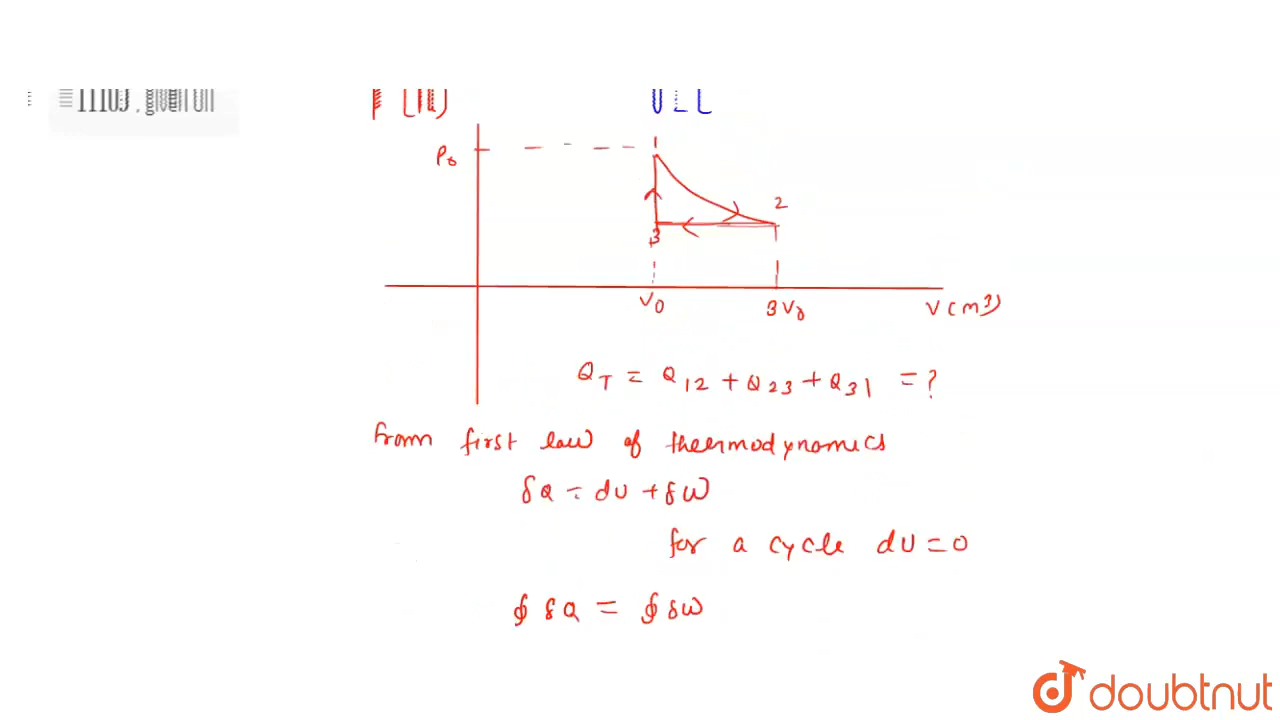 P₀
1
2
3
V₀
3V₀
V (m³)
Q_T = Q₁₂ + Q₂₃ + Q₃₁ = ?
From first law of thermodynamics
δQ = dU + δW
for a cycle dU = 0
∮ δQ = ∮ δW
doubtnut